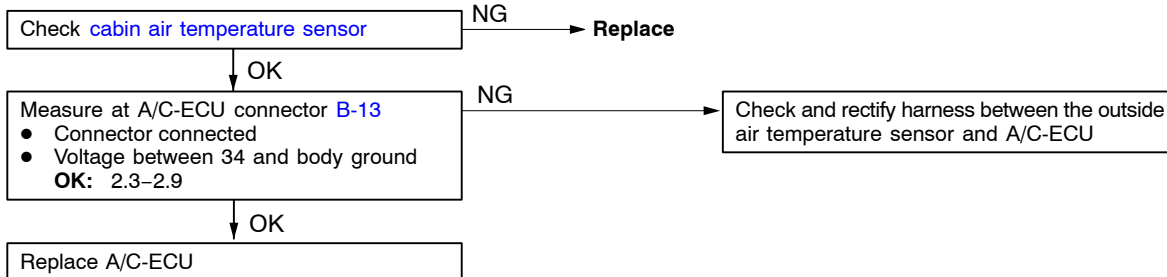 Check cabin air temperature sensor
NG
Replace
OK
Measure at A/C-ECU connector B-13
● Connector connected
● Voltage between 34 and body ground
OK: 2.3–2.9
NG
Check and rectify harness between the outside
air temperature sensor and A/C-ECU
OK
Replace A/C-ECU